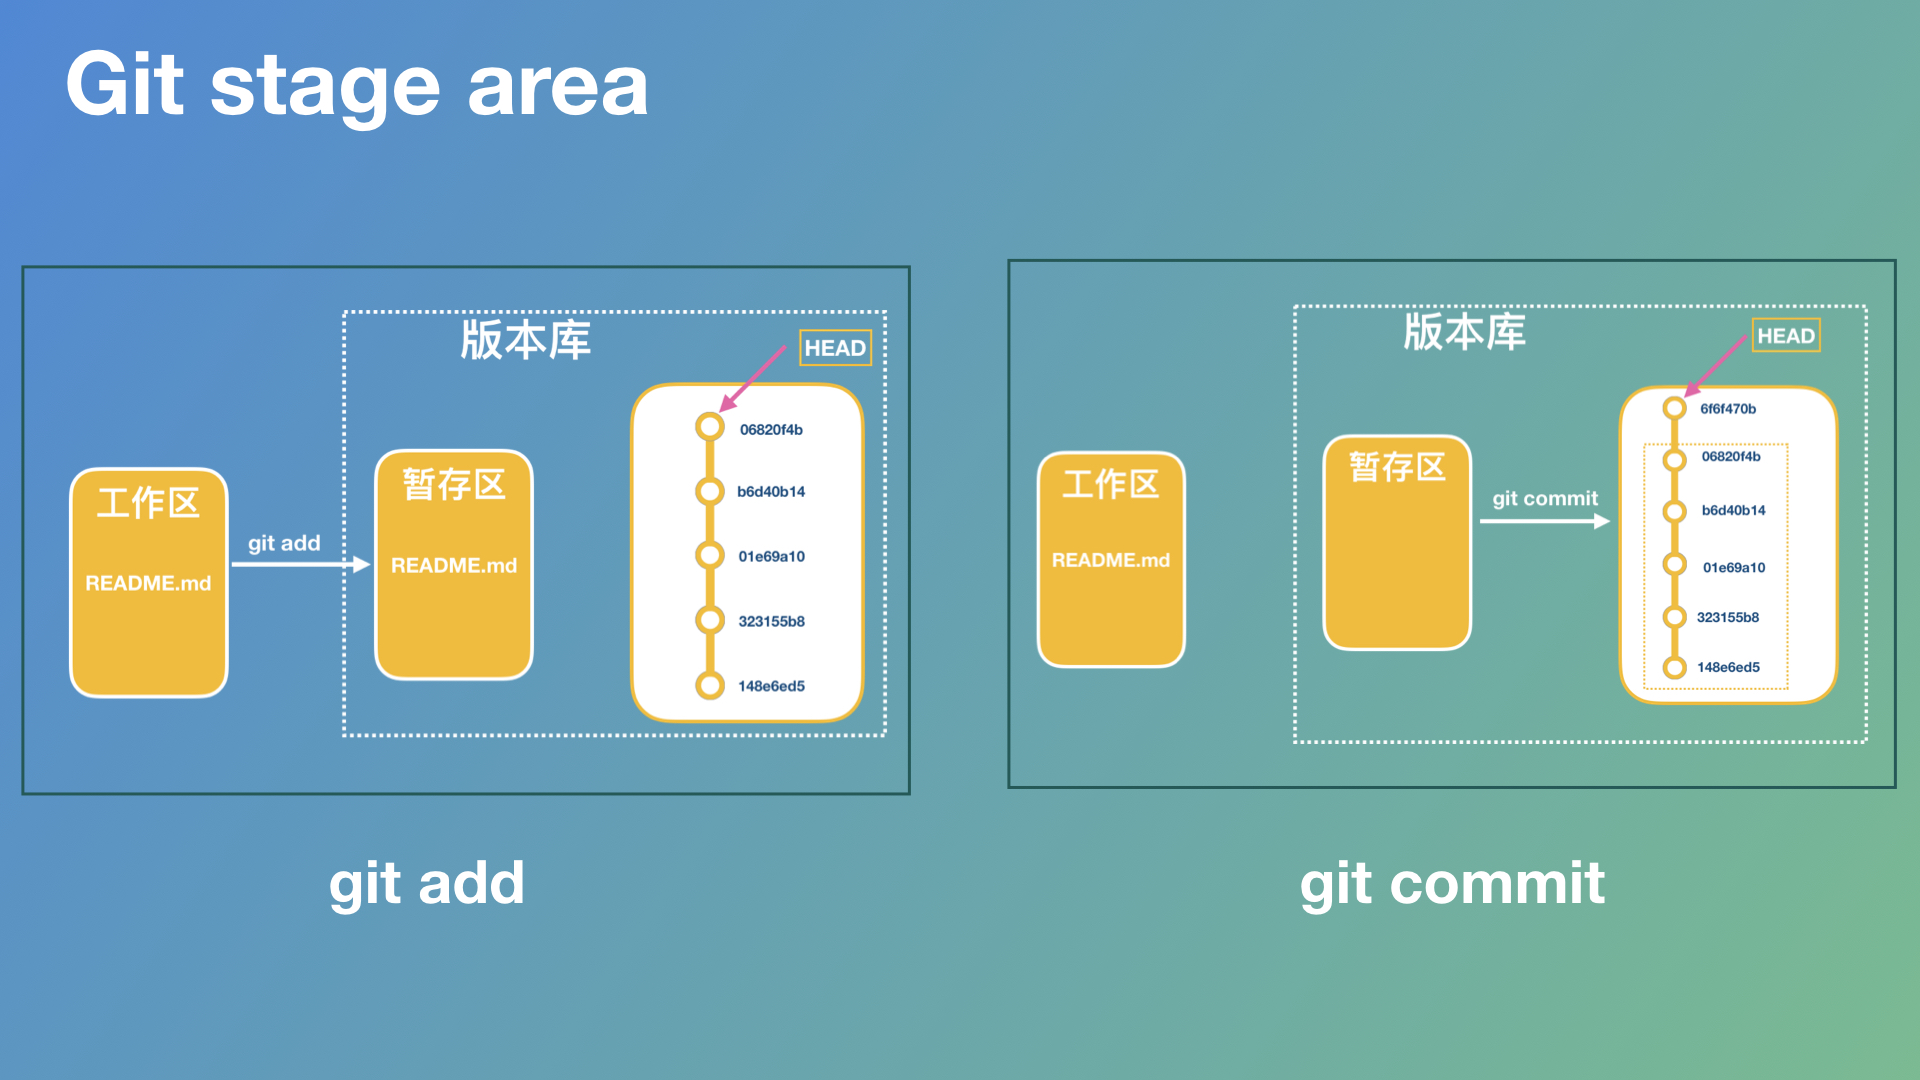 Git stage area
版本库
HEAD
工作区
README.md
git add
暂存区
README.md
06820f4b
b6d40b14
01e69a10
323155b8
148e6ed5
git add
版本库
HEAD
工作区
README.md
暂存区
git commit
6f6f470b
06820f4b
b6d40b14
01e69a10
323155b8
148e6ed5
git commit